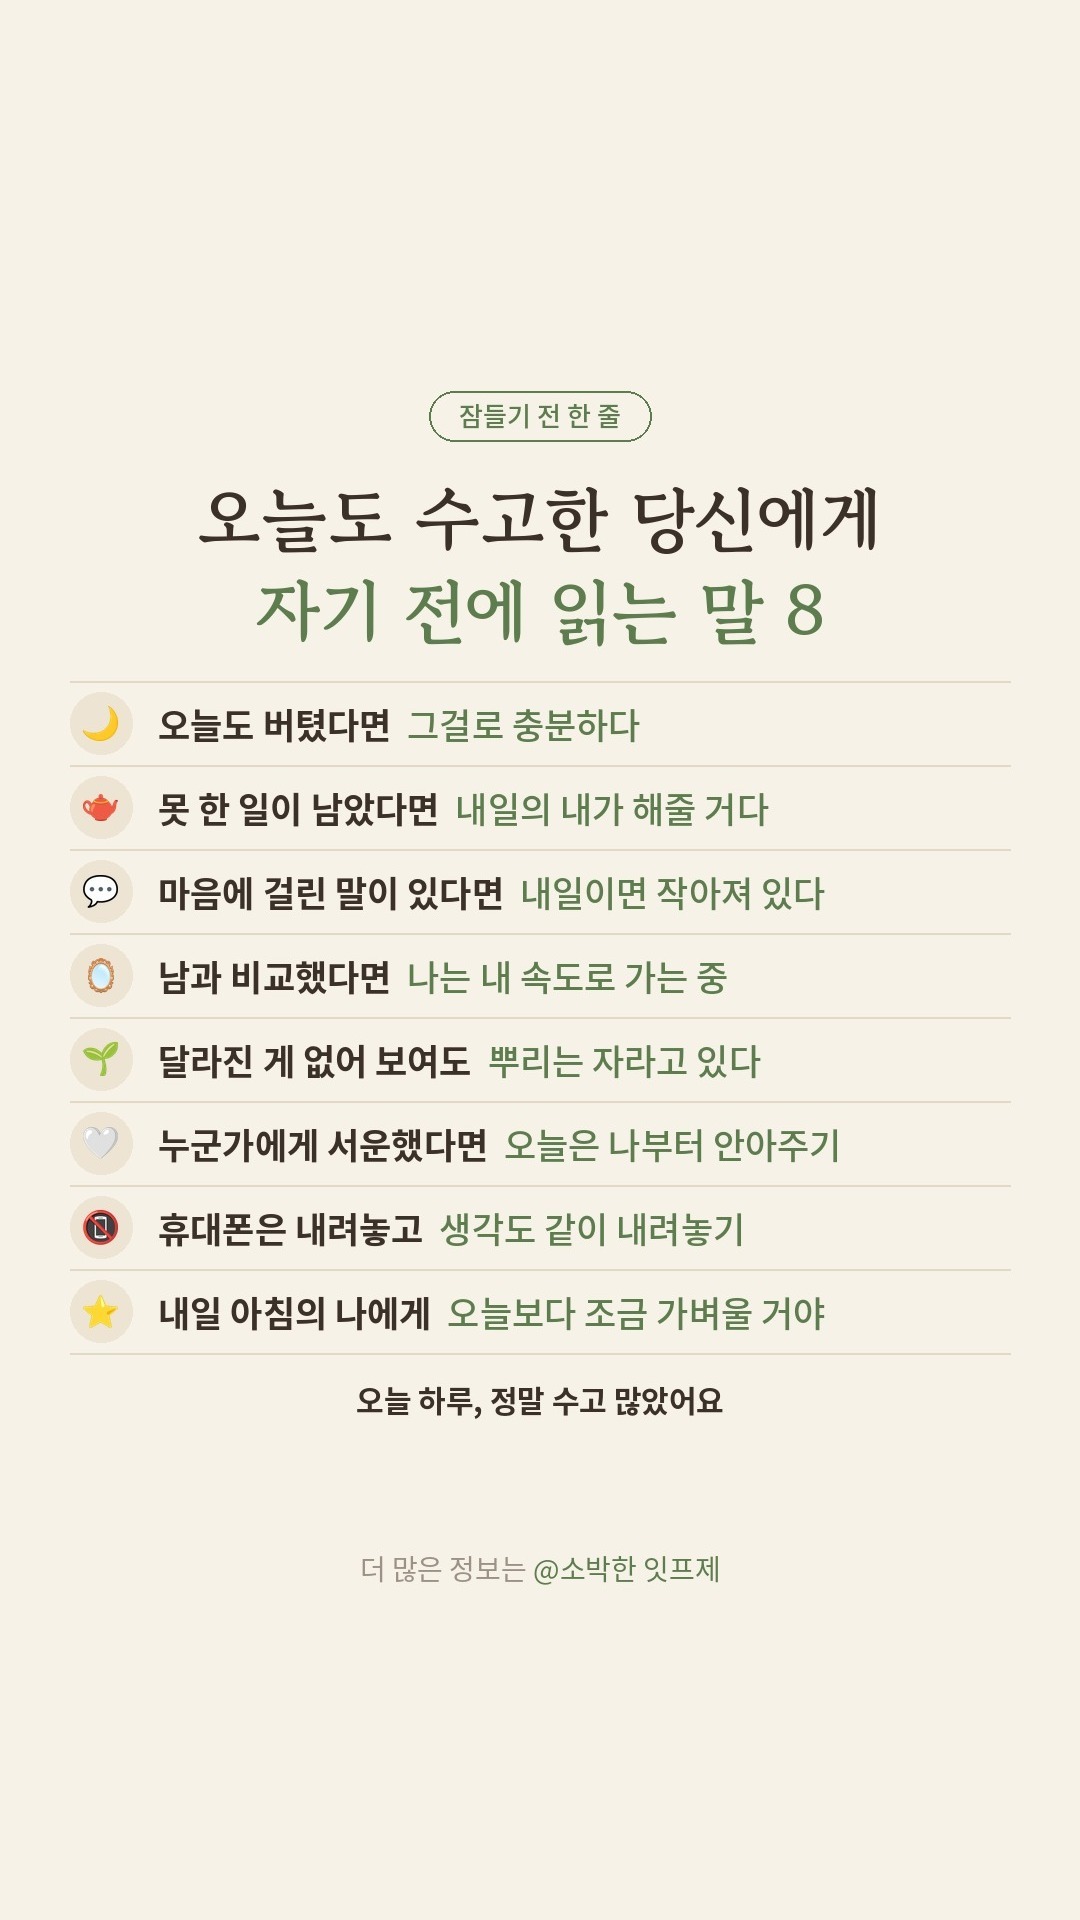 잠들기 전 한 줄
오늘도 수고한 당신에게
자기 전에 읽는 말 8
오늘도 버텼다면 그걸로 충분하다
못 한 일이 남았다면 내일의 내가 해줄 거다
마음에 걸린 말이 있다면 내일이면 작아져 있다
남과 비교했다면 나는 내 속도로 가는 중
달라진 게 없어 보여도 뿌리는 자라고 있다
누군가에게 서운했다면 오늘은 나부터 안아주기
휴대폰은 내려놓고 생각도 같이 내려놓기
내일 아침의 나에게 오늘보다 조금 가벼울 거야
오늘 하루, 정말 수고 많았어요
더 많은 정보는 @소박한 잇프제